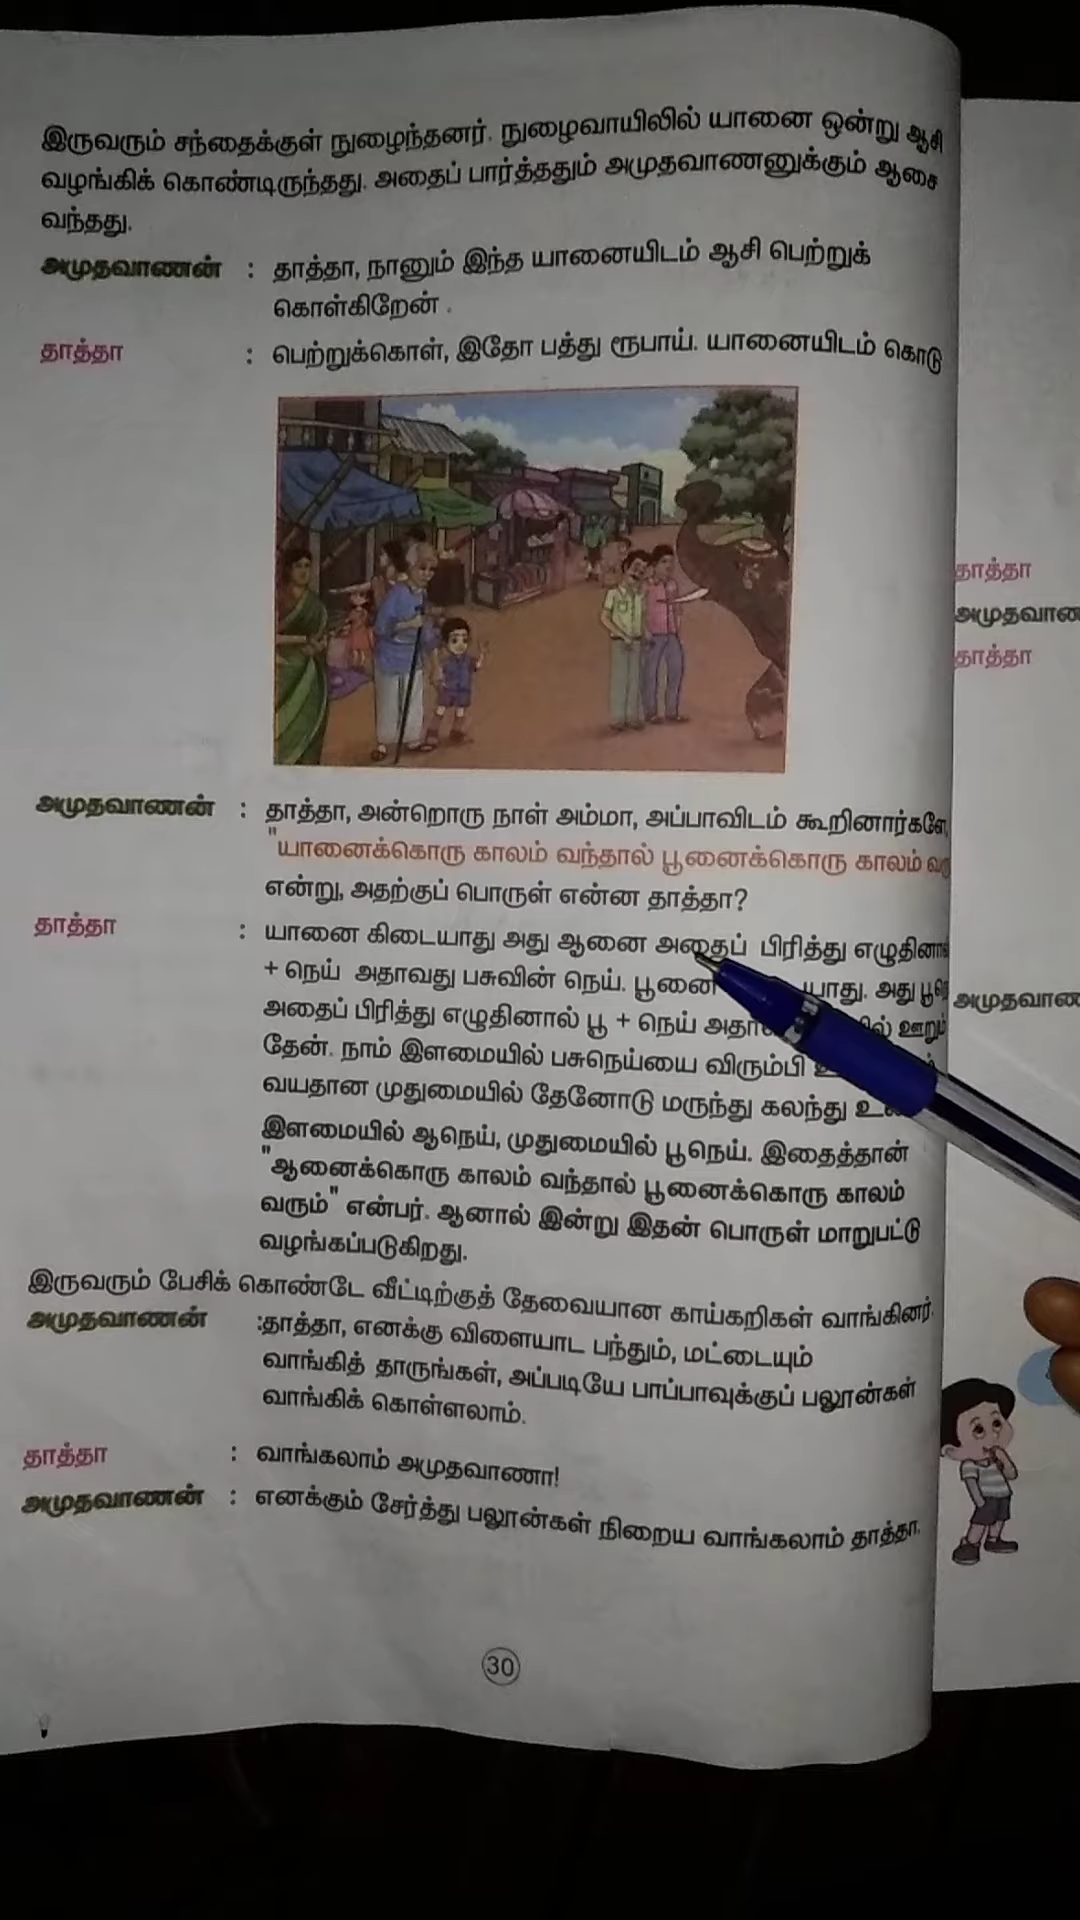 இருவரும் சந்தைக்குள் நுழைந்தனர். நுழைவாயிலில் யானை ஒன்று ஆசி
வழங்கிக் கொண்டிருந்தது. அதைப் பார்த்ததும் அமுதவாணனுக்கும் ஆசை
வந்தது.
அமுதவாணன் : தாத்தா, நானும் இந்த யானையிடம் ஆசி பெற்றுக்
கொள்கிறேன் .
தாத்தா : பெற்றுக்கொள், இதோ பத்து ரூபாய். யானையிடம் கொடு
அமுதவாணன் : தாத்தா, அன்றொரு நாள் அம்மா, அப்பாவிடம் கூறினார்களே,
"யானைக்கொரு காலம் வந்தால் பூனைக்கொரு காலம்
என்று, அதற்குப் பொருள் என்ன தாத்தா?
தாத்தா : யானை கிடையாது அது ஆனை அதைப் பிரித்து
+ நெய் அதாவது பசுவின் நெய். பூனை அது
அதைப் பிரித்து எழுதினால் பூ + நெய் ஊறும்
தேன். நாம் இளமையில் பசுநெய்யை விரும்பி
வயதான முதுமையில் தேனோடு மருந்து கலந்து
இளமையில் ஆநெய், முதுமையில் பூநெய். இதைத்தான்
"ஆனைக்கொரு காலம் வந்தால் பூனைக்கொரு காலம்
வரும்" என்பர். ஆனால் இன்று இதன் பொருள் மாறுபட்டு
வழங்கப்படுகிறது.
இருவரும் பேசிக் கொண்டே வீட்டிற்குத் தேவையான காய்கறிகள் வாங்கினர்.
அமுதவாணன் :தாத்தா, எனக்கு விளையாட பந்தும், மட்டையும்
வாங்கித் தாருங்கள், அப்படியே பாப்பாவுக்குப் பலூன்கள்
வாங்கிக் கொள்ளலாம்.
தாத்தா : வாங்கலாம் அமுதவாணா!
அமுதவாணன் : எனக்கும் சேர்த்து பலூன்கள் நிறைய வாங்கலாம் தாத்தா.
30
தாத்தா
தாத்தா